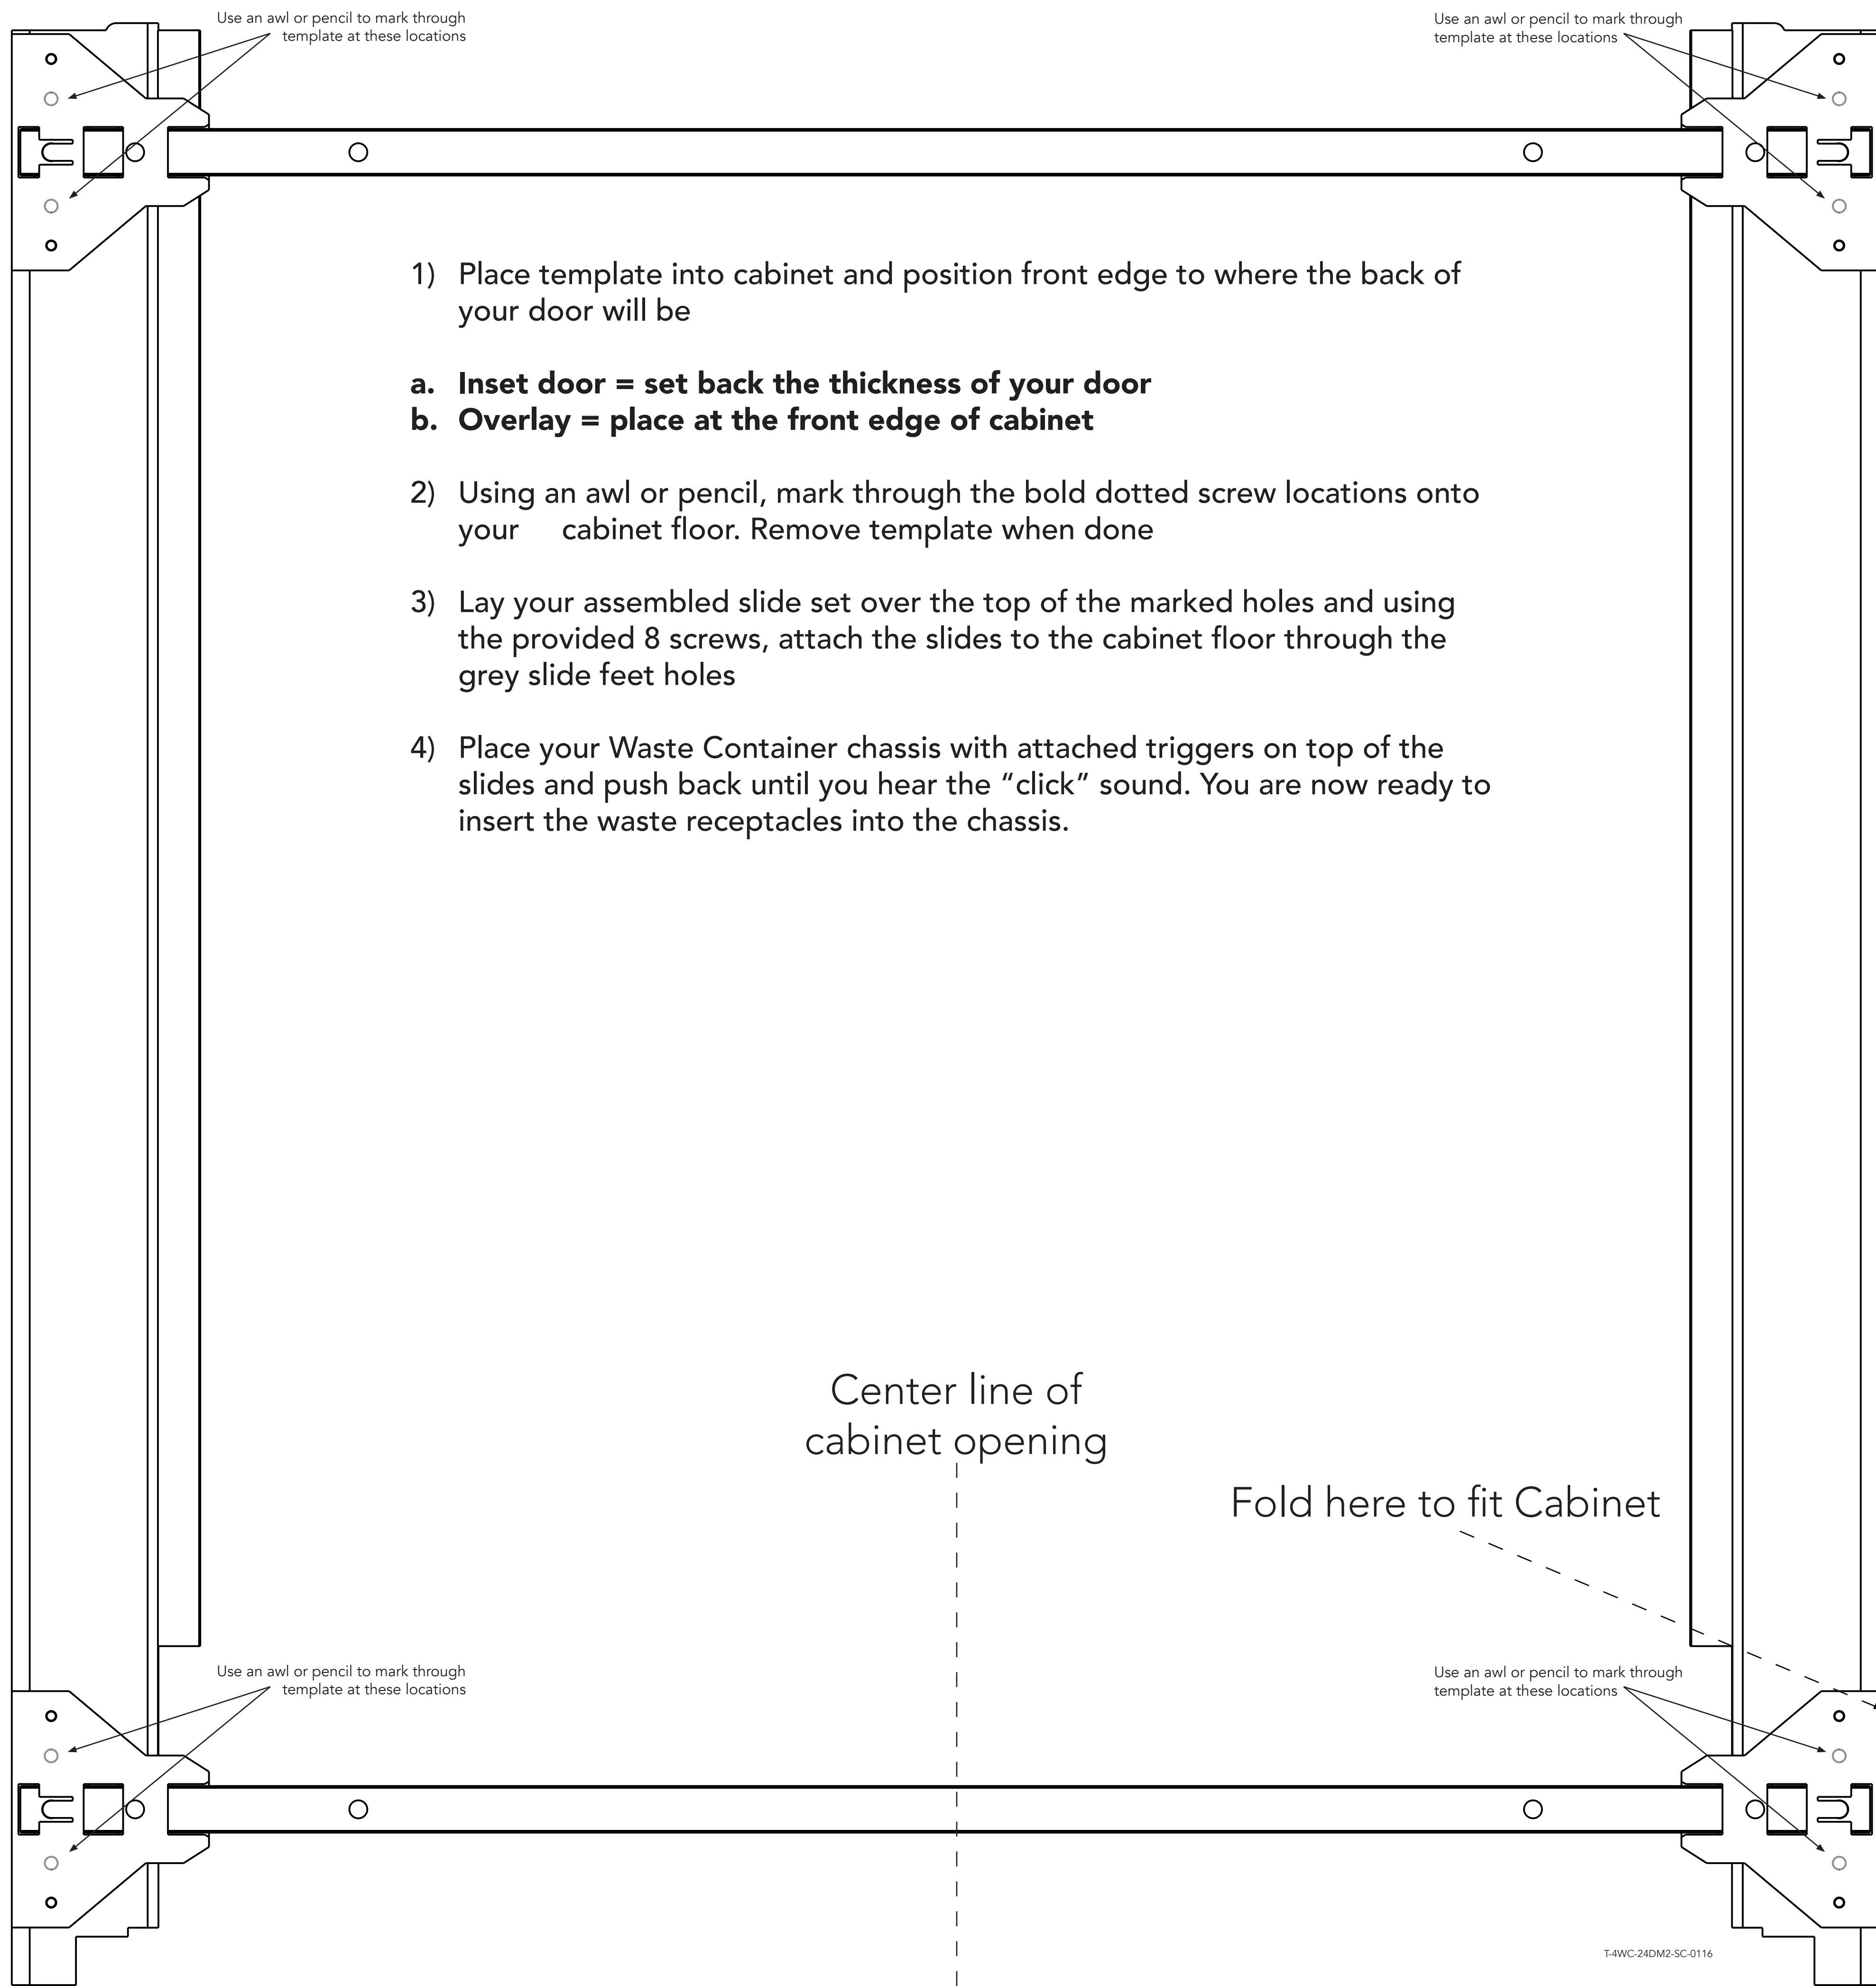 Use an awl or pencil to mark through
template at these locations
Use an awl or pencil to mark through
template at these locations
1) Place template into cabinet and position front edge to where the back of
your door will be
a. Inset door = set back the thickness of your door
b. Overlay = place at the front edge of cabinet
2) Using an awl or pencil, mark through the bold dotted screw locations onto
your cabinet floor. Remove template when done
3) Lay your assembled slide set over the top of the marked holes and using
the provided 8 screws, attach the slides to the cabinet floor through the
grey slide feet holes
4) Place your Waste Container chassis with attached triggers on top of the
slides and push back until you hear the “click” sound. You are now ready to
insert the waste receptacles into the chassis.
Center line of
cabinet opening
Fold here to fit Cabinet
Use an awl or pencil to mark through
template at these locations
Use an awl or pencil to mark through
template at these locations
T-4WC-24DM2-SC-0116